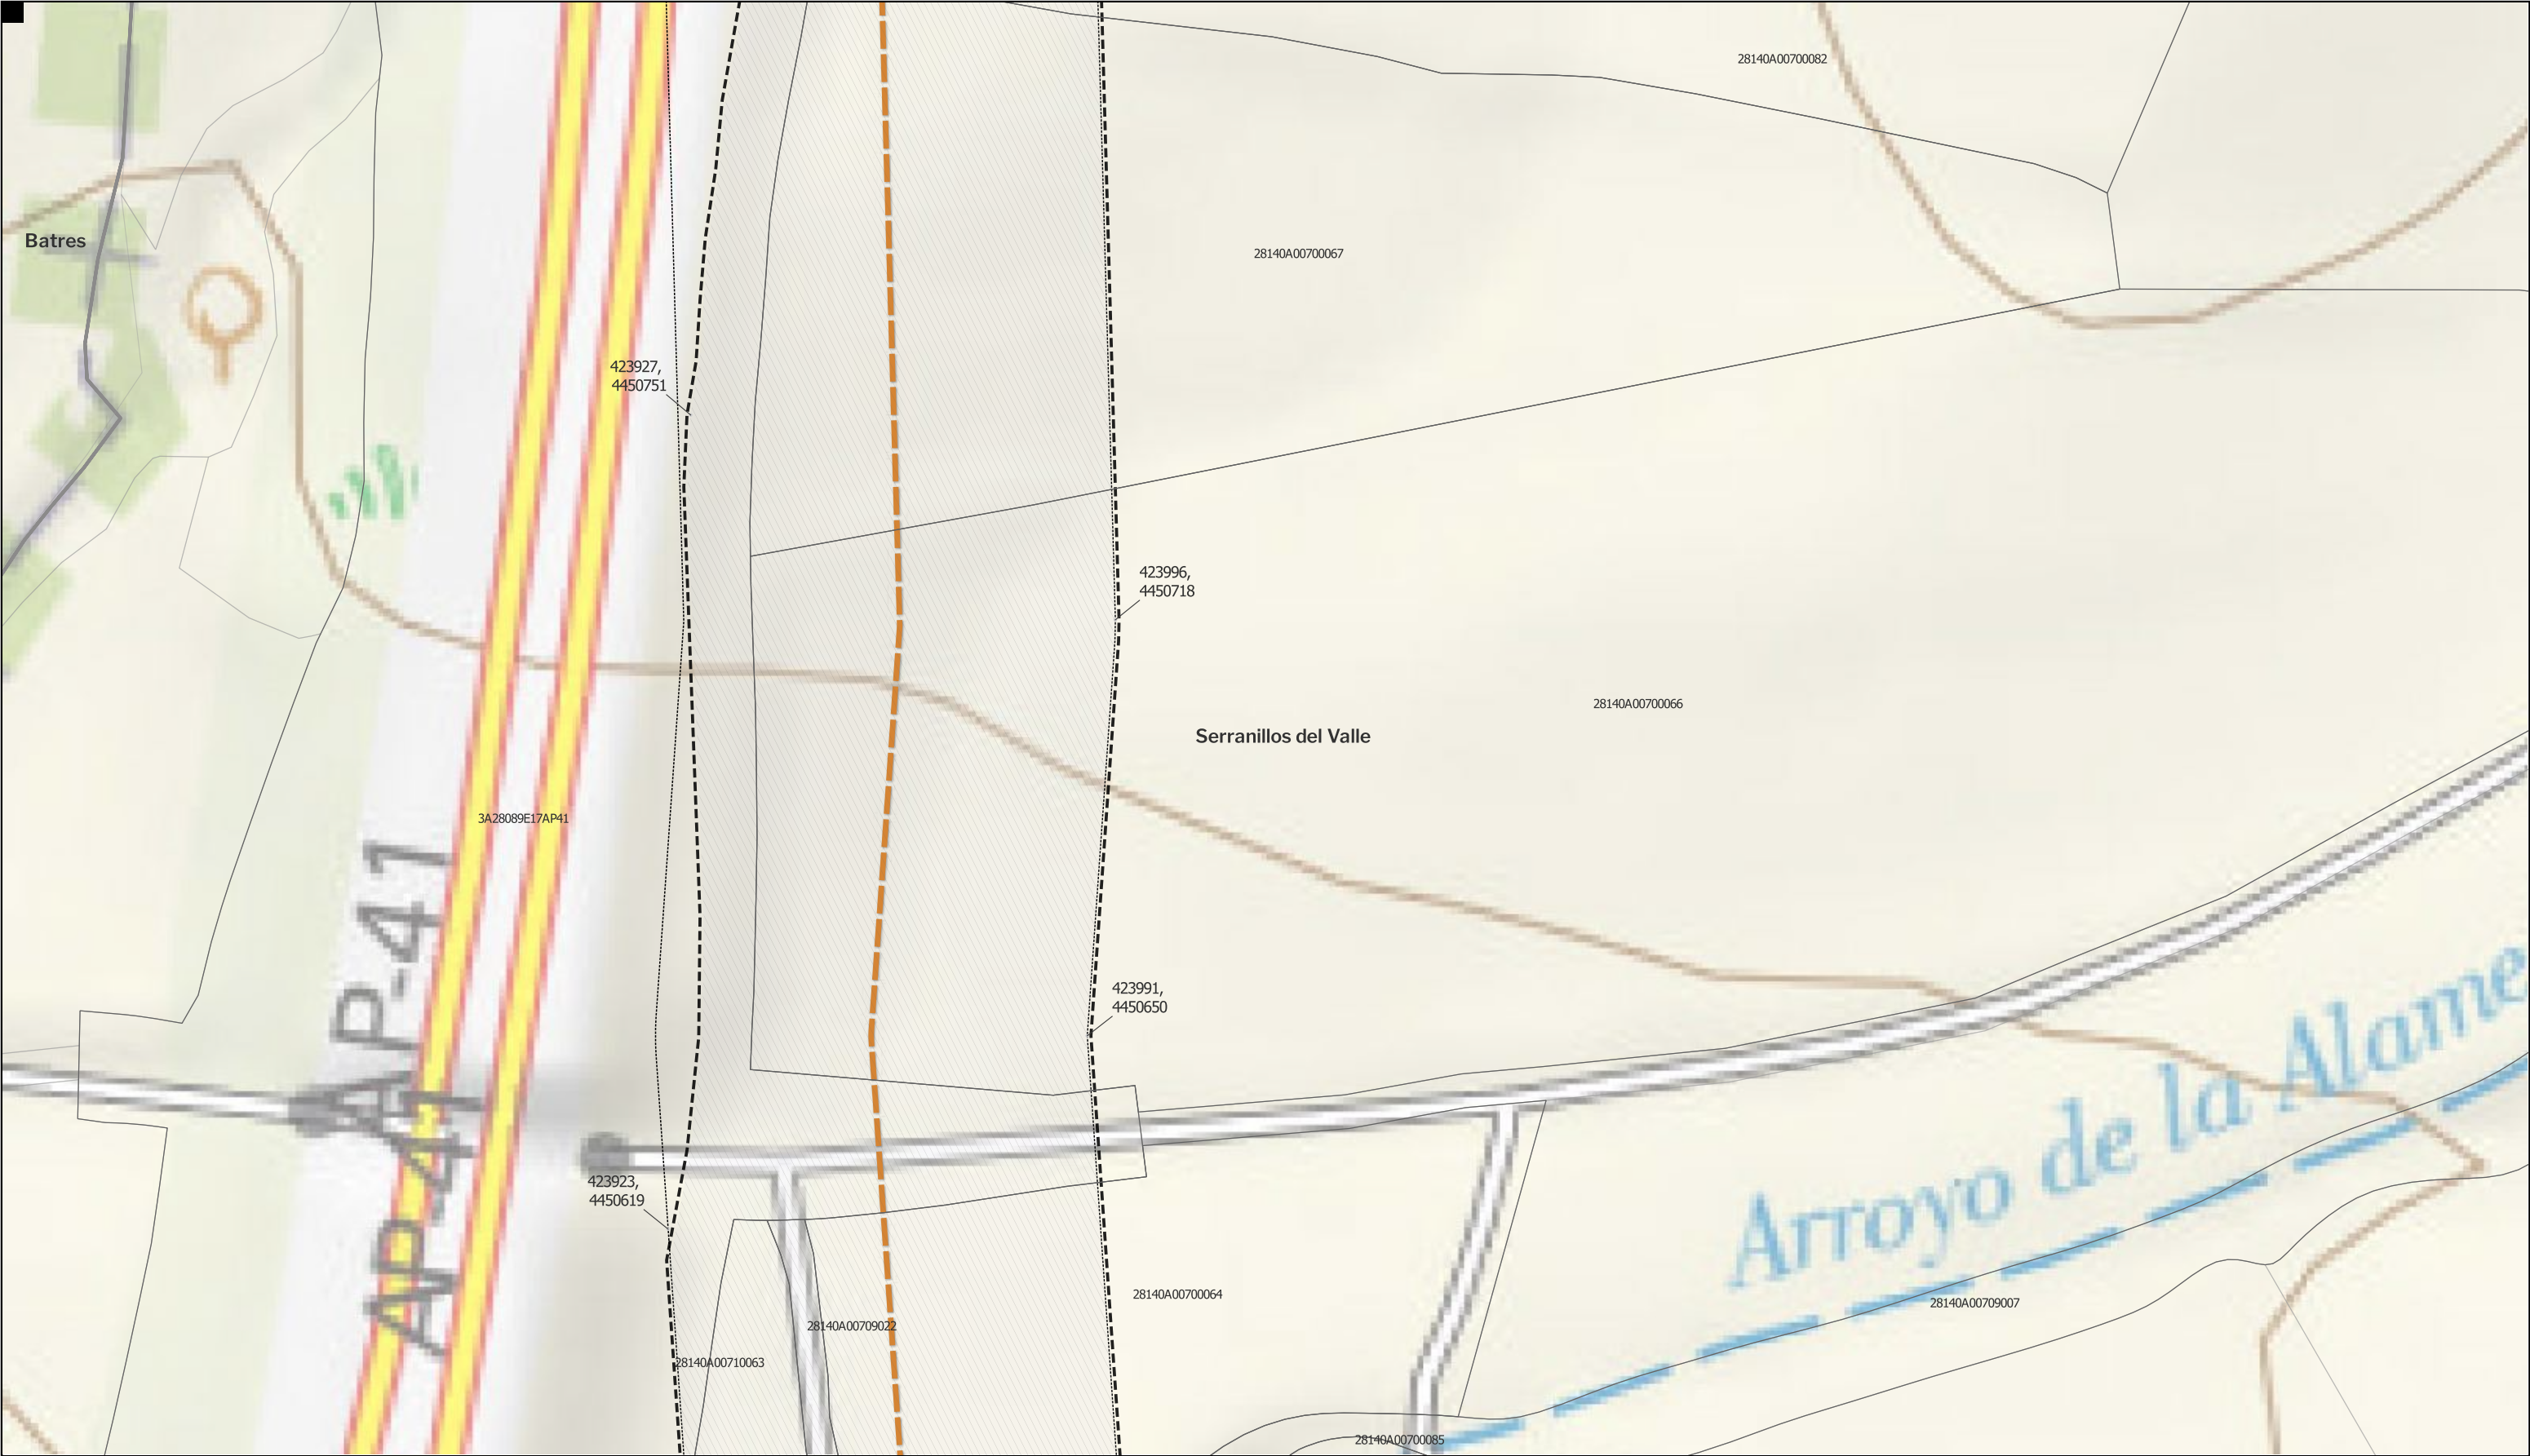 28140A00700082
Batres
28140A00700067
423927,
4450751
423996,
4450718
28140A00700066
Serranillos del Valle
3A28089E17AP41
AP-41
423991,
4450650
Arroyo de la Alame
423923,
4450619
AP-41
28140A00700064
28140A00709007
28140A00709022
28140A00710063
28140A00700085